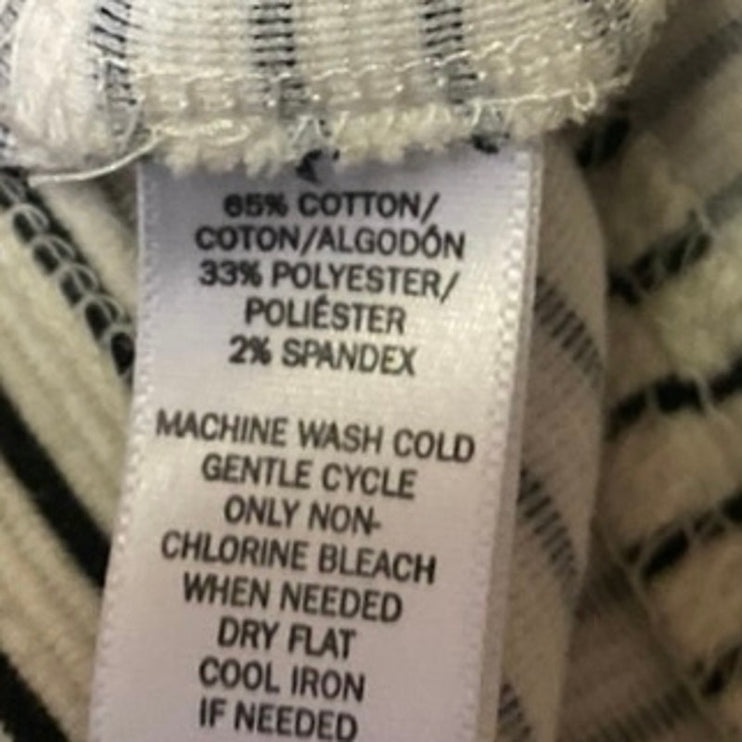 65% COTTON/
COTON/ALGODÓN
33% POLYESTER/
POLIÉSTER
2% SPANDEX
MACHINE WASH COLD
GENTLE CYCLE
ONLY NON-
CHLORINE BLEACH
WHEN NEEDED
DRY FLAT
COOL IRON
IF NEEDED